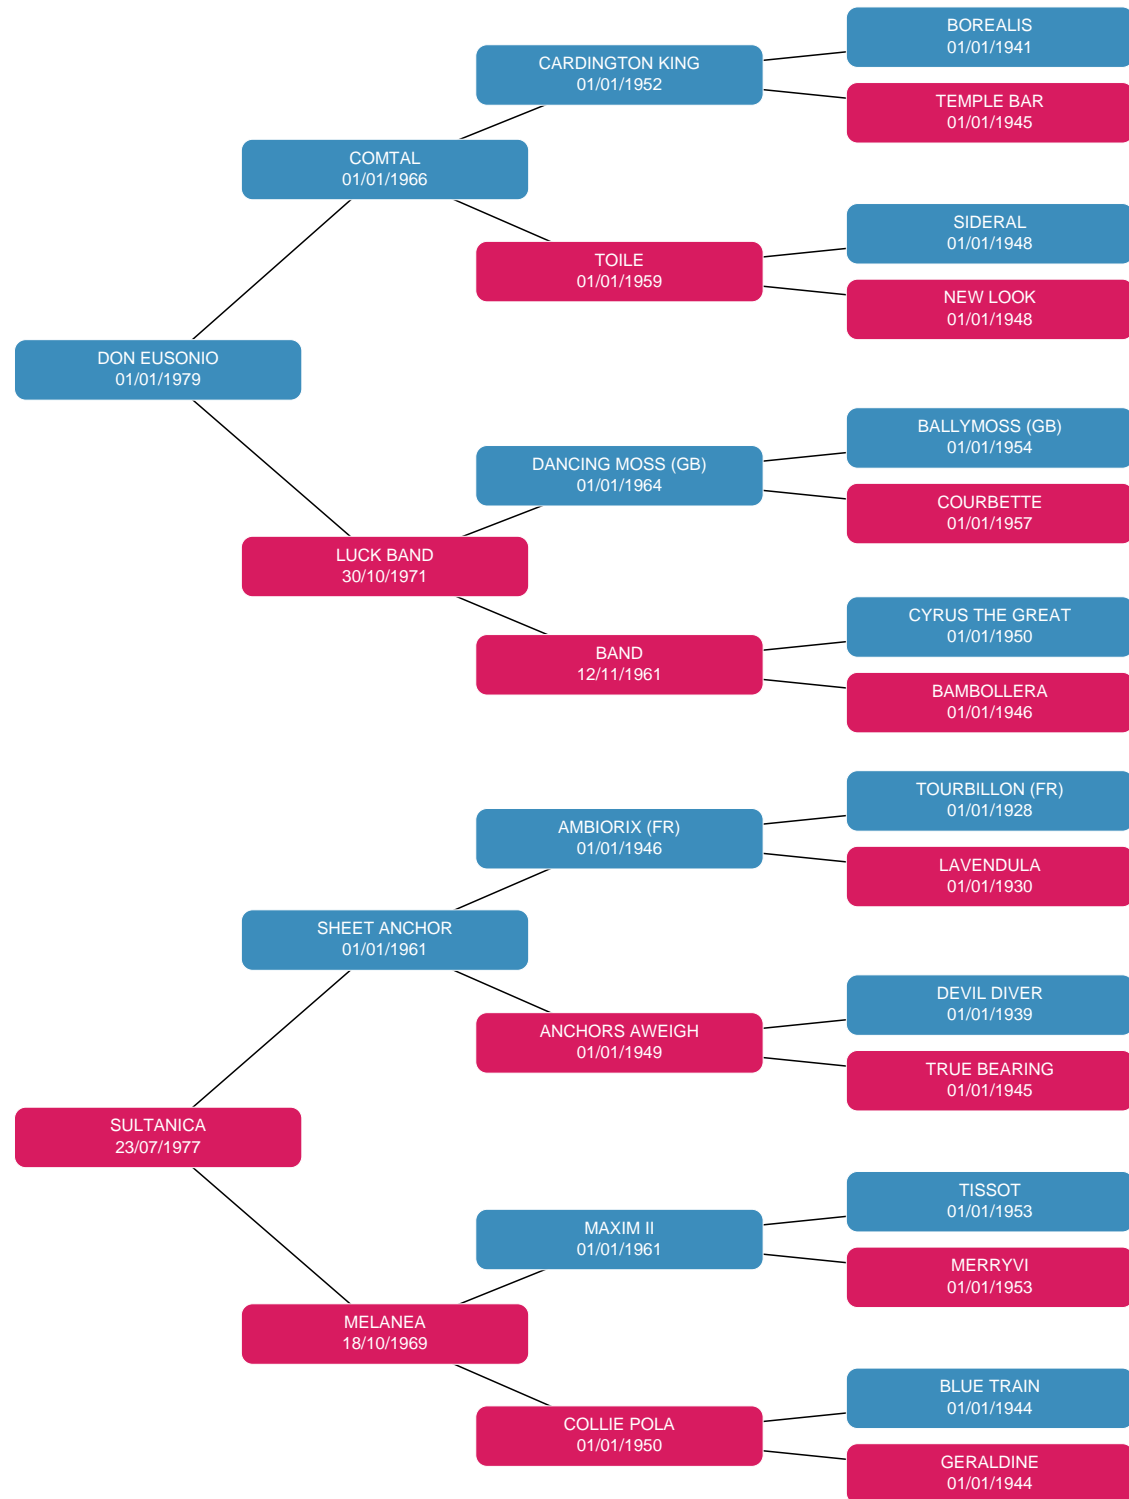 BOREALIS
01/01/1941
CARDINGTON KING
01/01/1952
TEMPLE BAR
01/01/1945
COMTAL
01/01/1966
SIDERAL
01/01/1948
TOILE
01/01/1959
NEW LOOK
01/01/1948
DON EUSONIO
01/01/1979
BALLYMOSS (GB)
01/01/1954
DANCING MOSS (GB)
01/01/1964
COURBETTE
01/01/1957
LUCK BAND
30/10/1971
CYRUS THE GREAT
01/01/1950
BAND
12/11/1961
BAMBOLLERA
01/01/1946
TOURBILLON (FR)
01/01/1928
AMBIORIX (FR)
01/01/1946
LAVENDULA
01/01/1930
SHEET ANCHOR
01/01/1961
DEVIL DIVER
01/01/1939
ANCHORS AWEIGH
01/01/1949
TRUE BEARING
01/01/1945
SULTANICA
23/07/1977
TISSOT
01/01/1953
MAXIM II
01/01/1961
MERRYVI
01/01/1953
MELANEA
18/10/1969
BLUE TRAIN
01/01/1944
COLLIE POLA
01/01/1950
GERALDINE
01/01/1944